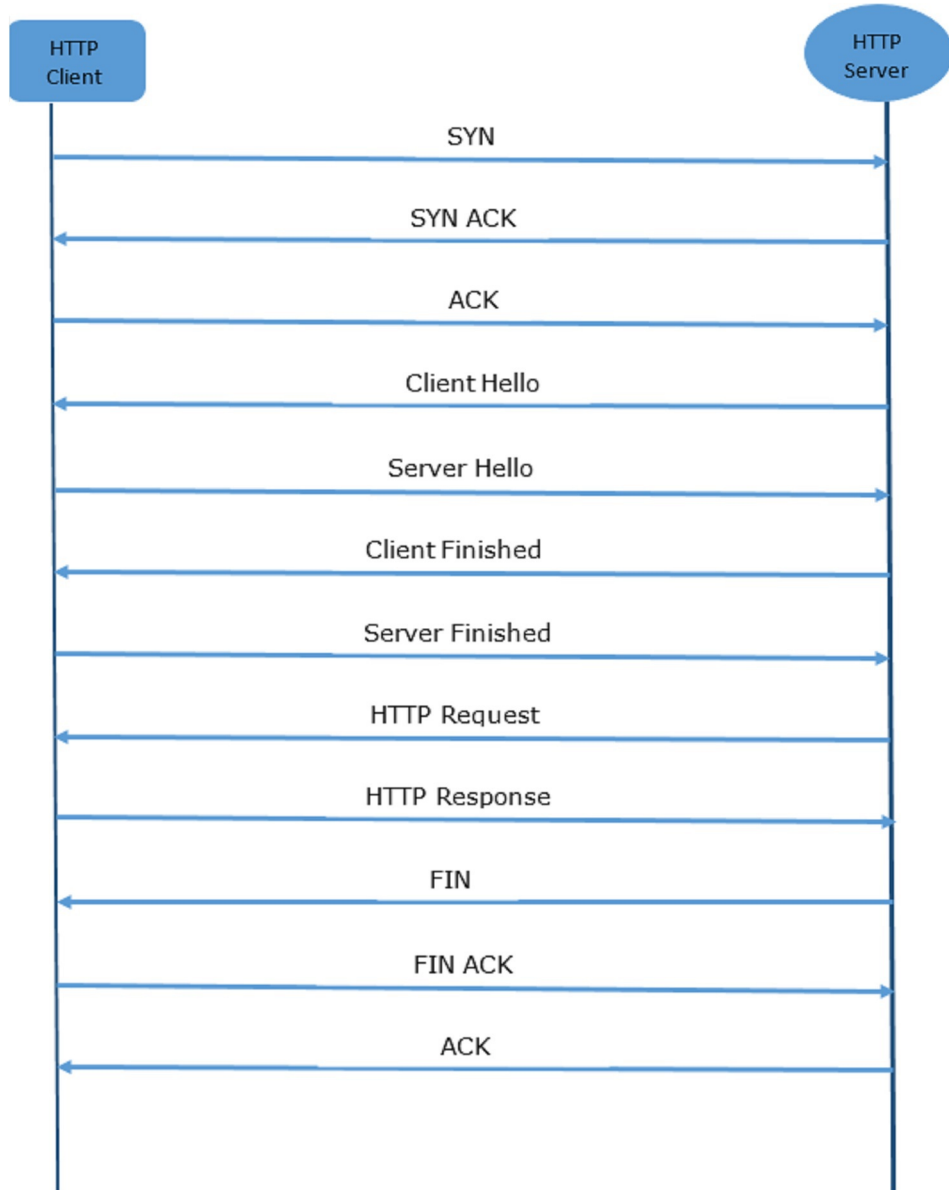 HTTP
Client
HTTP
Server
SYN
SYN ACK
ACK
Client Hello
Server Hello
Client Finished
Server Finished
HTTP Request
HTTP Response
FIN
FIN ACK
ACK